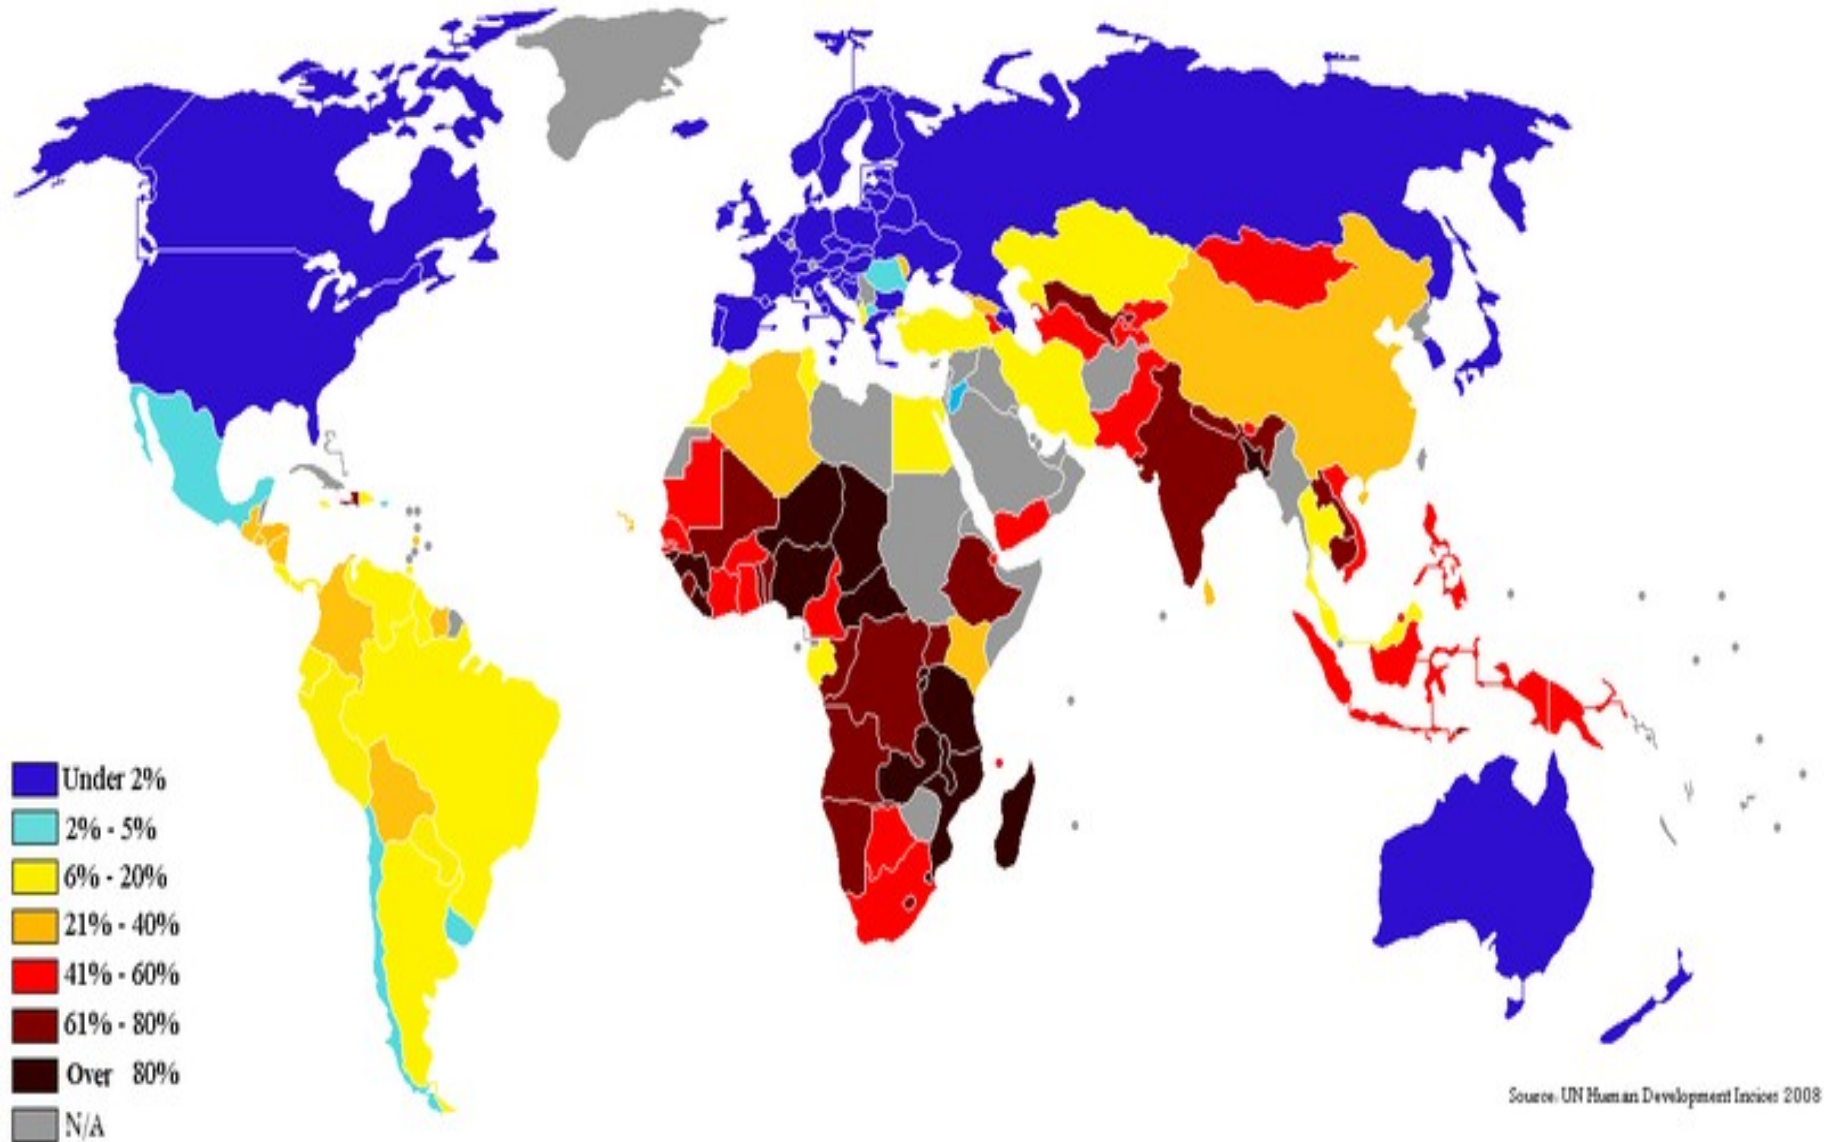 Under 2%
2% - 5%
6% - 20%
21% - 40%
41% - 60%
61% - 80%
Over 80%
N/A
Source: UN Human Development Incices 2008